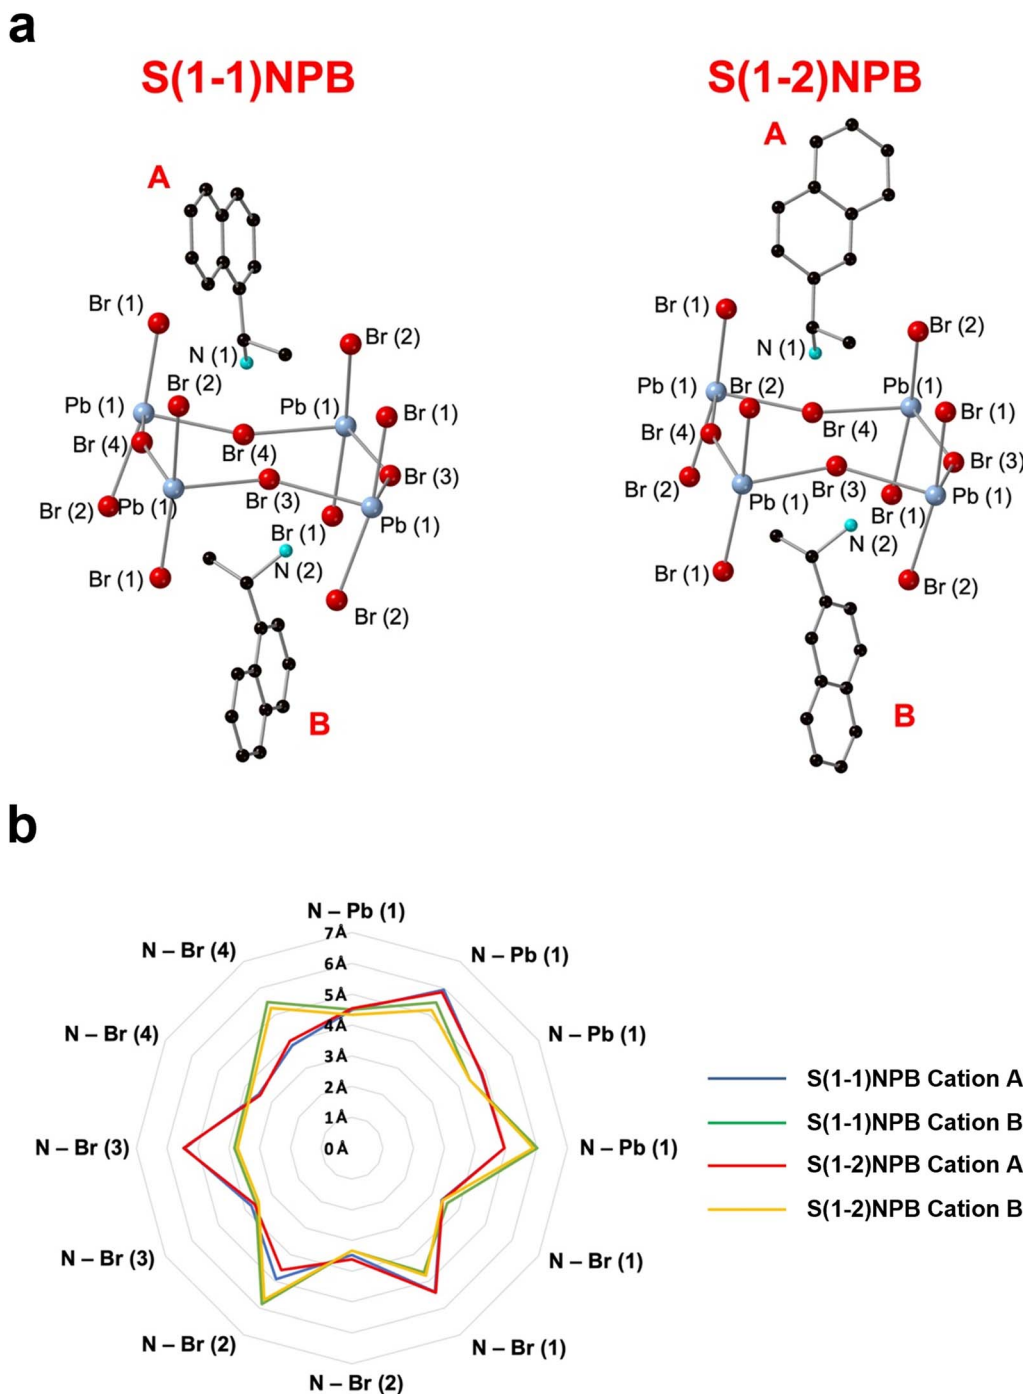 a
S(1-1)NPB
S(1-2)NPB
A
A
Br (1)
Br (2)
N (1)
Br (2)
Pb (1)
Pb (1)
Br (1)
Br (4)
Br (4)
Br (3)
Br (3)
Br (2)
Pb (1)
Pb (1)
Br (1)
N (2)
Br (1)
Br (2)
B
Br (1)
Br (2)
N (1)
Pb (1)
Br (2)
Pb (1)
Br (1)
Br (4)
Br (4)
Br (3)
Br (3)
Br (2)
Pb (1)
Pb (1)
Br (1)
N (2)
Br (1)
Br (2)
B
b
N – Pb (1)
N – Pb (1)
N – Pb (1)
N – Pb (1)
N – Br (1)
N – Br (1)
N – Br (2)
N – Br (2)
N – Br (3)
N – Br (3)
N – Br (4)
N – Br (4)
7Å
6Å
5Å
4Å
3Å
2Å
1Å
0Å
S(1-1)NPB Cation A
S(1-1)NPB Cation B
S(1-2)NPB Cation A
S(1-2)NPB Cation B